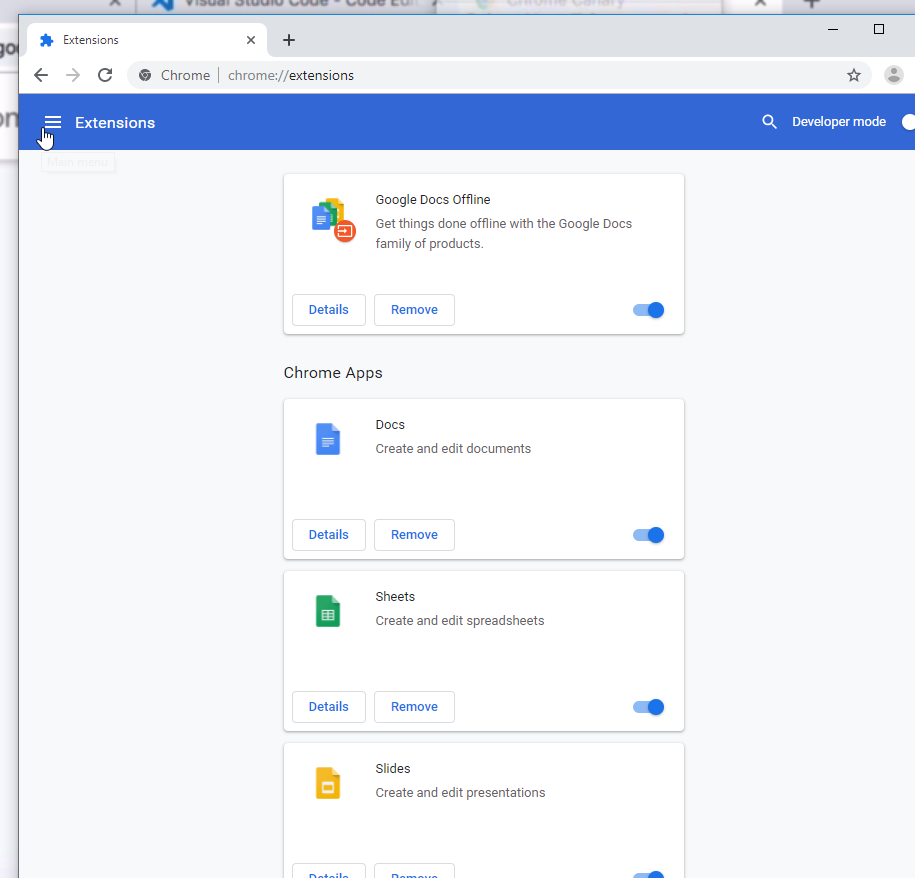 Visual Studio Code - Code Edit
Chrome Canary
Extensions
Chrome
chrome://extensions
Extensions
Developer mode
Main menu
Google Docs Offline
Get things done offline with the Google Docs
family of products.
Details
Remove
Chrome Apps
Docs
Create and edit documents
Details
Remove
Sheets
Create and edit spreadsheets
Details
Remove
Slides
Create and edit presentations
Details
Remove